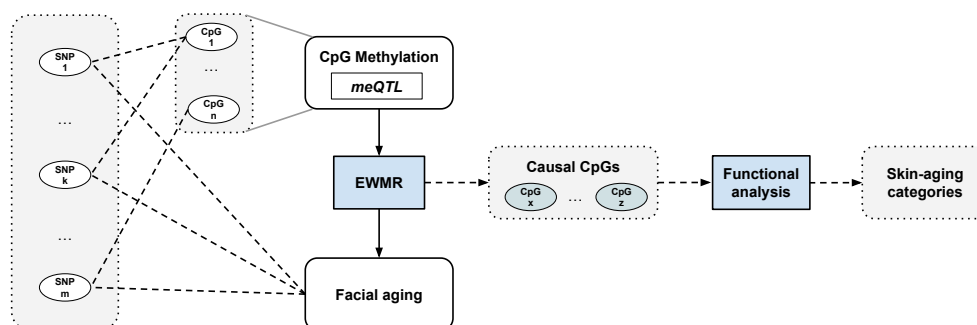 SNP
1
...
SNP
k
...
SNP
m
CpG
1
...
CpG
n
CpG Methylation
meQTL
EWMR
Facial aging
Causal CpGs
CpG
x
...
CpG
z
Functional
analysis
Skin-aging
categories